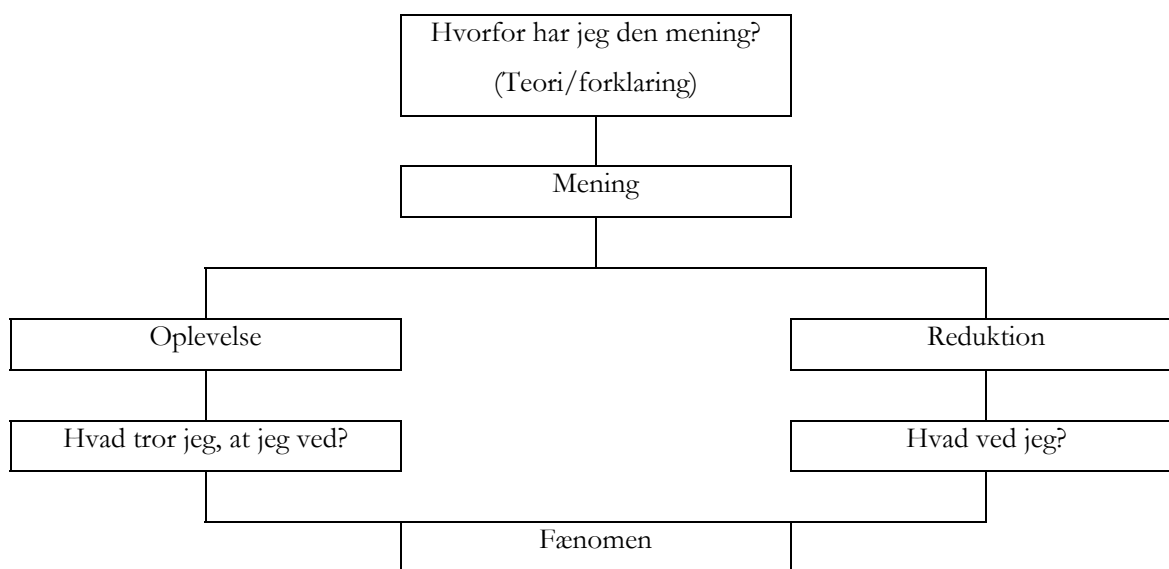 Hvorfor har jeg den mening?
(Teori/forklaring)
Mening
Oplevelse
Reduktion
Hvad tror jeg, at jeg ved?
Hvad ved jeg?
Fænomen